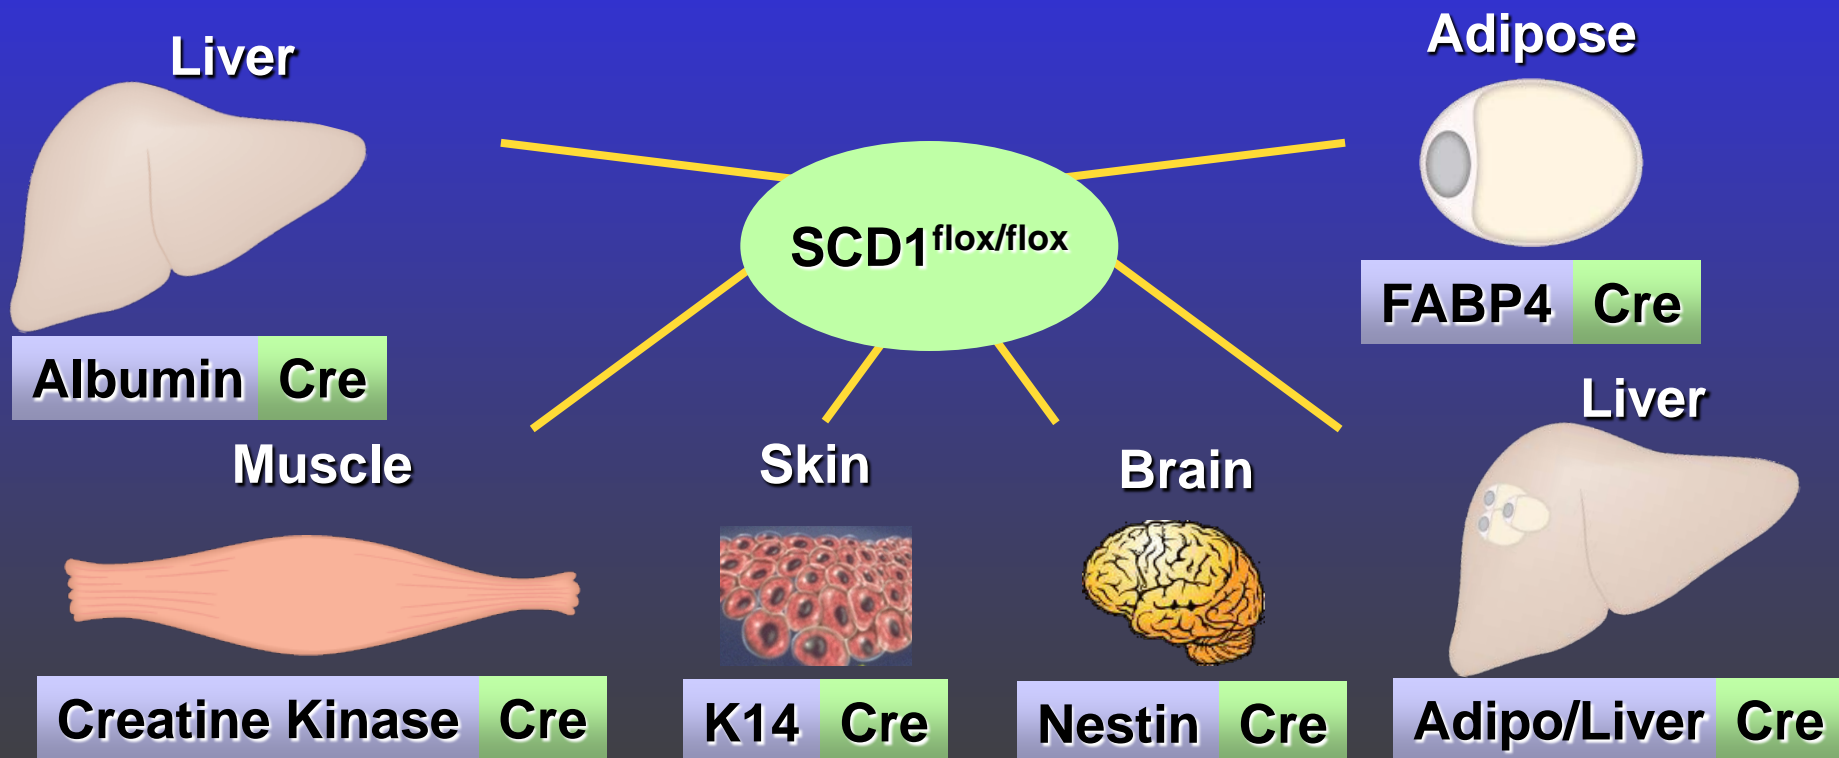 Liver
Adipose
SCD1flox/flox
FABP4 Cre
Albumin Cre
Liver
Muscle
Skin
Brain
Creatine Kinase Cre
K14 Cre
Nestin Cre
Adipo/Liver Cre